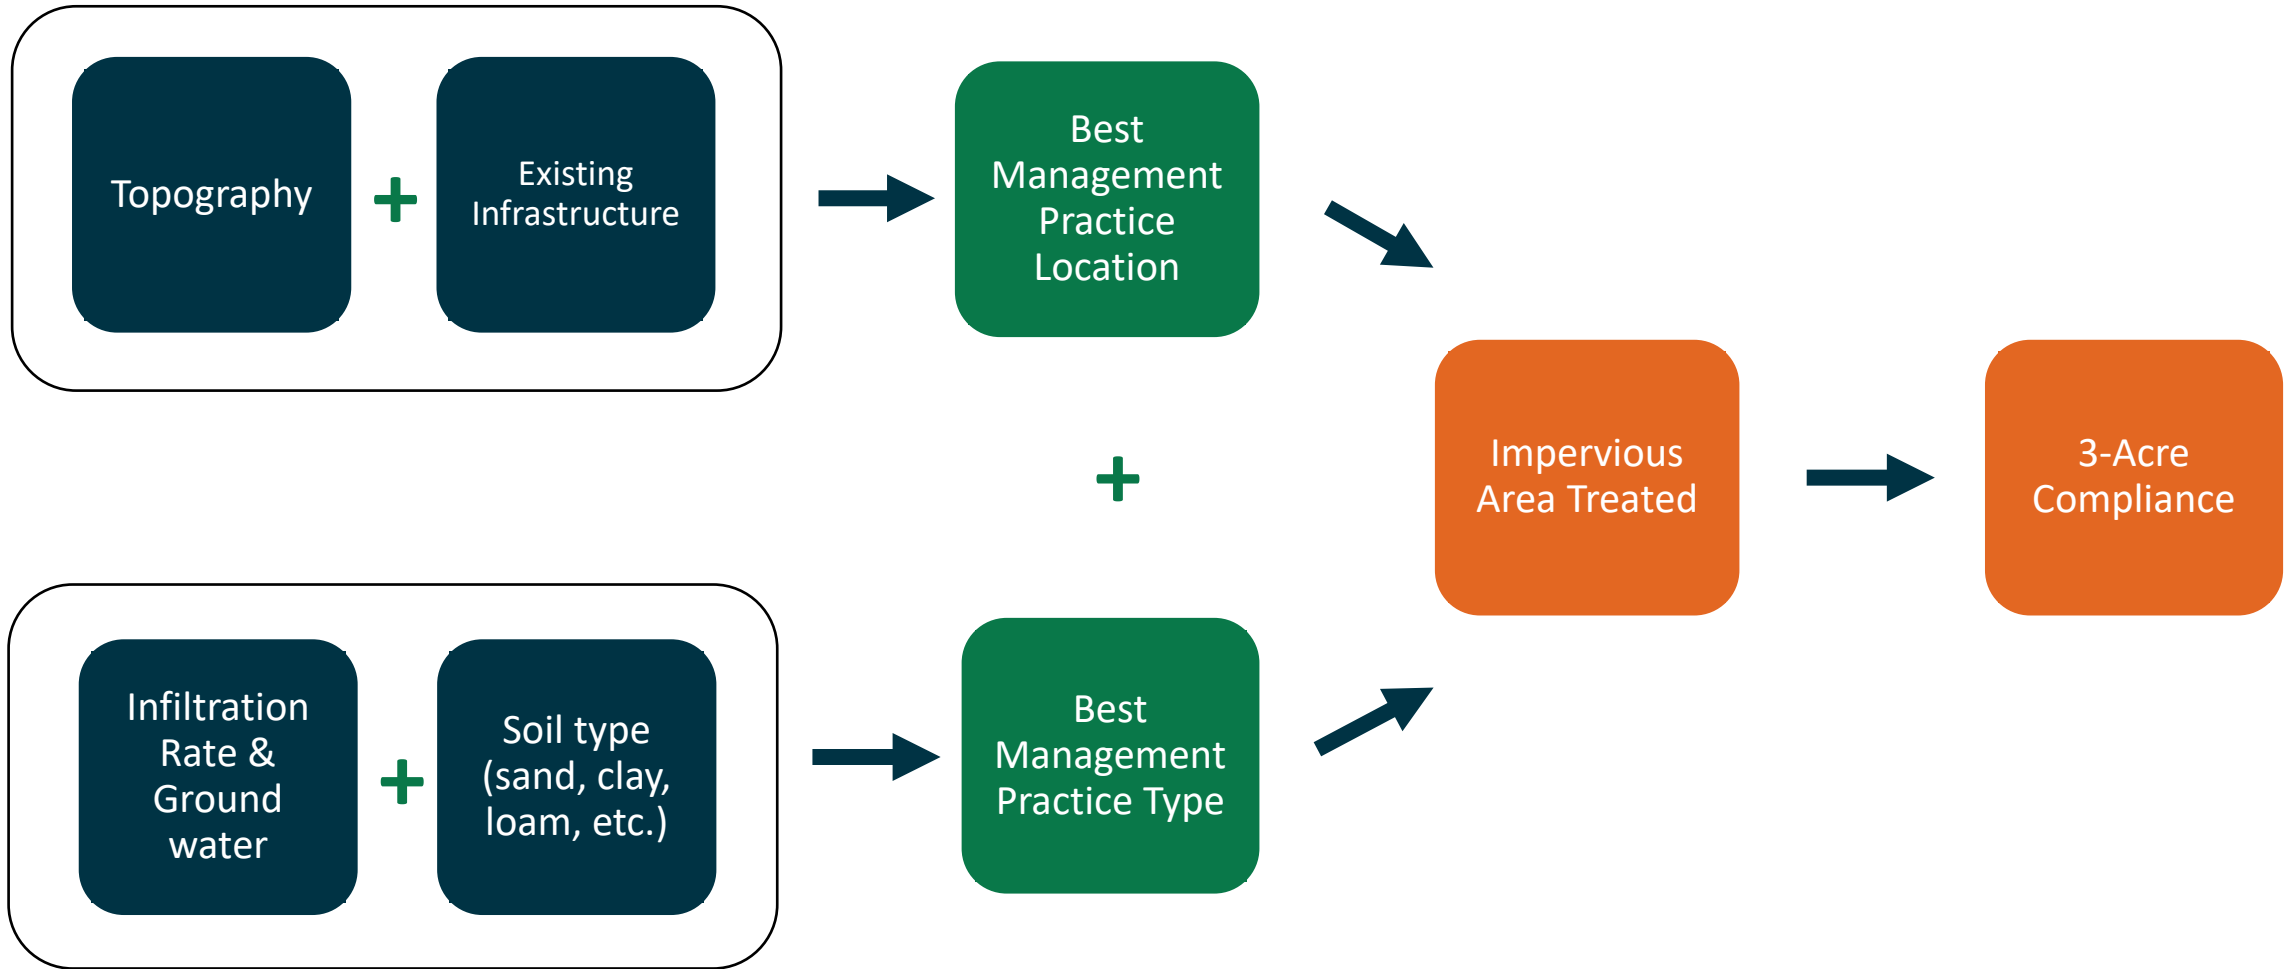 Topography
+
Existing
Infrastructure
Best
Management
Practice
Location
+
Infiltration
Rate &
Ground
water
+
Soil type
(sand, clay,
loam, etc.)
Best
Management
Practice Type
Impervious
Area Treated
3-Acre
Compliance